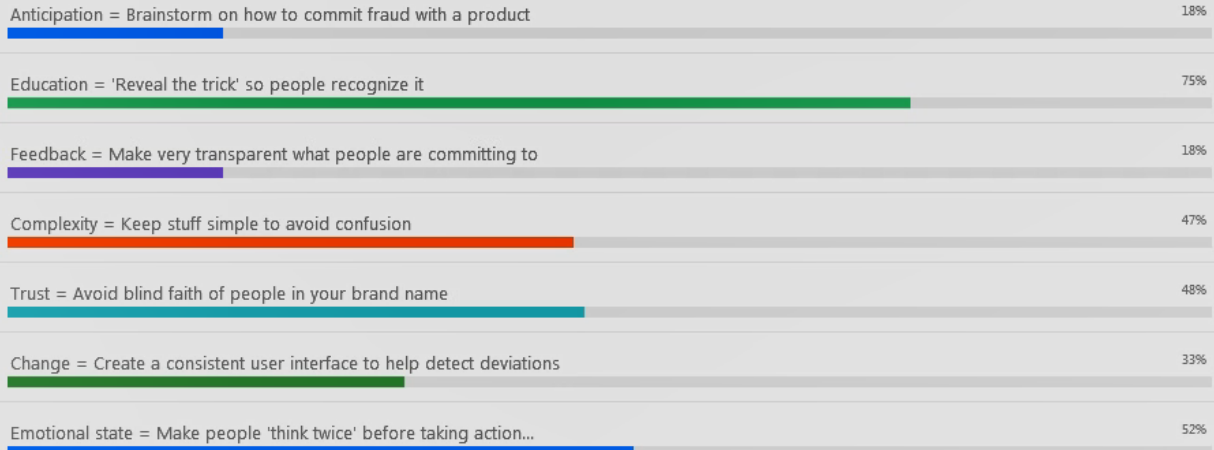 Anticipation = Brainstorm on how to commit fraud with a product 18%
Education = 'Reveal the trick' so people recognize it 75%
Feedback = Make very transparent what people are committing to 18%
Complexity = Keep stuff simple to avoid confusion 47%
Trust = Avoid blind faith of people in your brand name 48%
Change = Create a consistent user interface to help detect deviations 33%
Emotional state = Make people 'think twice' before taking action... 52%